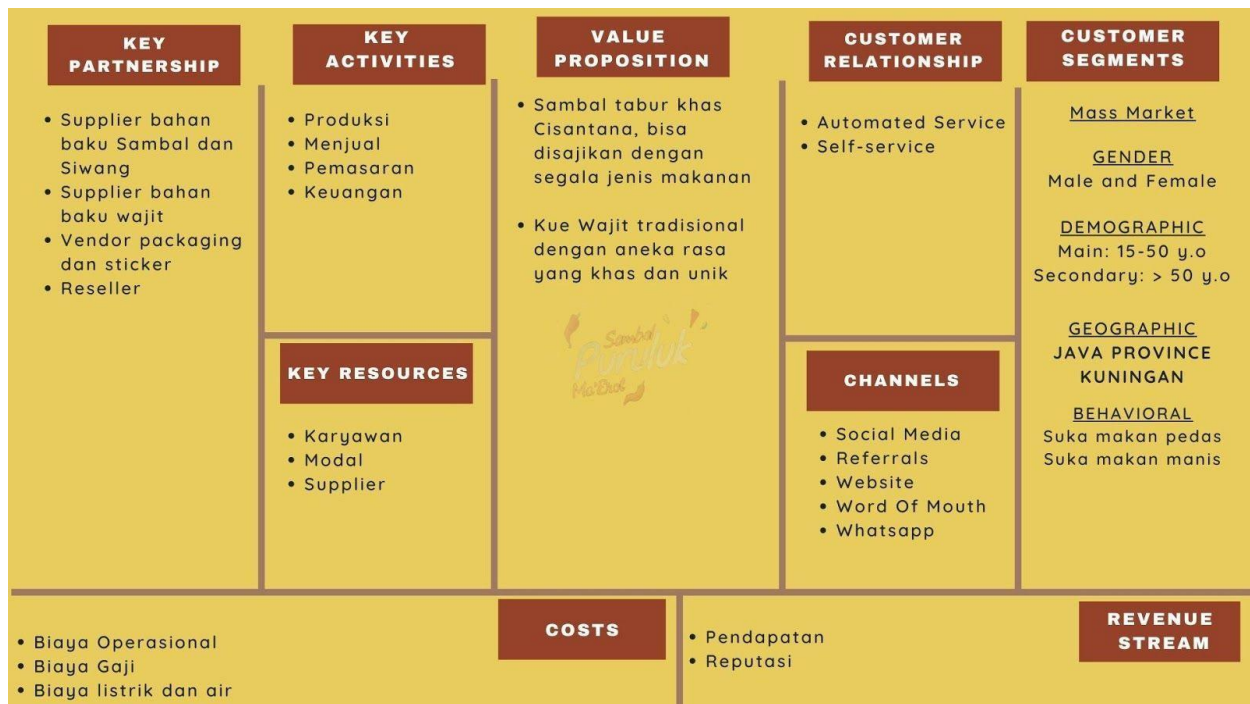 KEY
PARTNERSHIP
• Supplier bahan
baku Sambal dan
Siwang
• Supplier bahan
baku wajit
• Vendor packaging
dan sticker
• Reseller
KEY
ACTIVITIES
• Produksi
• Menjual
• Pemasaran
• Keuangan
KEY RESOURCES
• Karyawan
• Modal
• Supplier
VALUE
PROPOSITION
• Sambal tabur khas
Cisantana, bisa
disajikan dengan
segala jenis makanan
• Kue Wajit tradisional
dengan aneka rasa
yang khas dan unik
Sambal
Puruluk
CUSTOMER
RELATIONSHIP
• Automated Service
• Self-service
CHANNELS
• Social Media
• Referrals
• Website
• Word Of Mouth
• Whatsapp
CUSTOMER
SEGMENTS
Mass Market
GENDER
Male and Female
DEMOGRAPHIC
Main: 15-50 y.o
Secondary: > 50 y.o
GEOGRAPHIC
JAVA PROVINCE
KUNINGAN
BEHAVIORAL
Suka makan pedas
Suka makan manis
COSTS
• Biaya Operasional
• Biaya Gaji
• Biaya listrik dan air
REVENUE
STREAM
• Pendapatan
• Reputasi